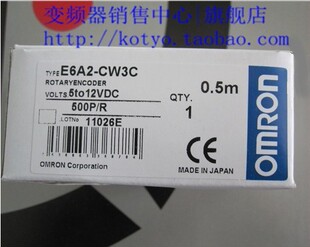 变频器销售中心|旗舰店
http://kotyo.taobao.com
TYPE E6A2-CW3C
ROTARYENCODER
VOLTS. 5to12VDC
500P/R
LOTNo 11026E
QTY.
1
0.5m
OMRON
OMRON Corporation
MADE IN JAPAN
CE